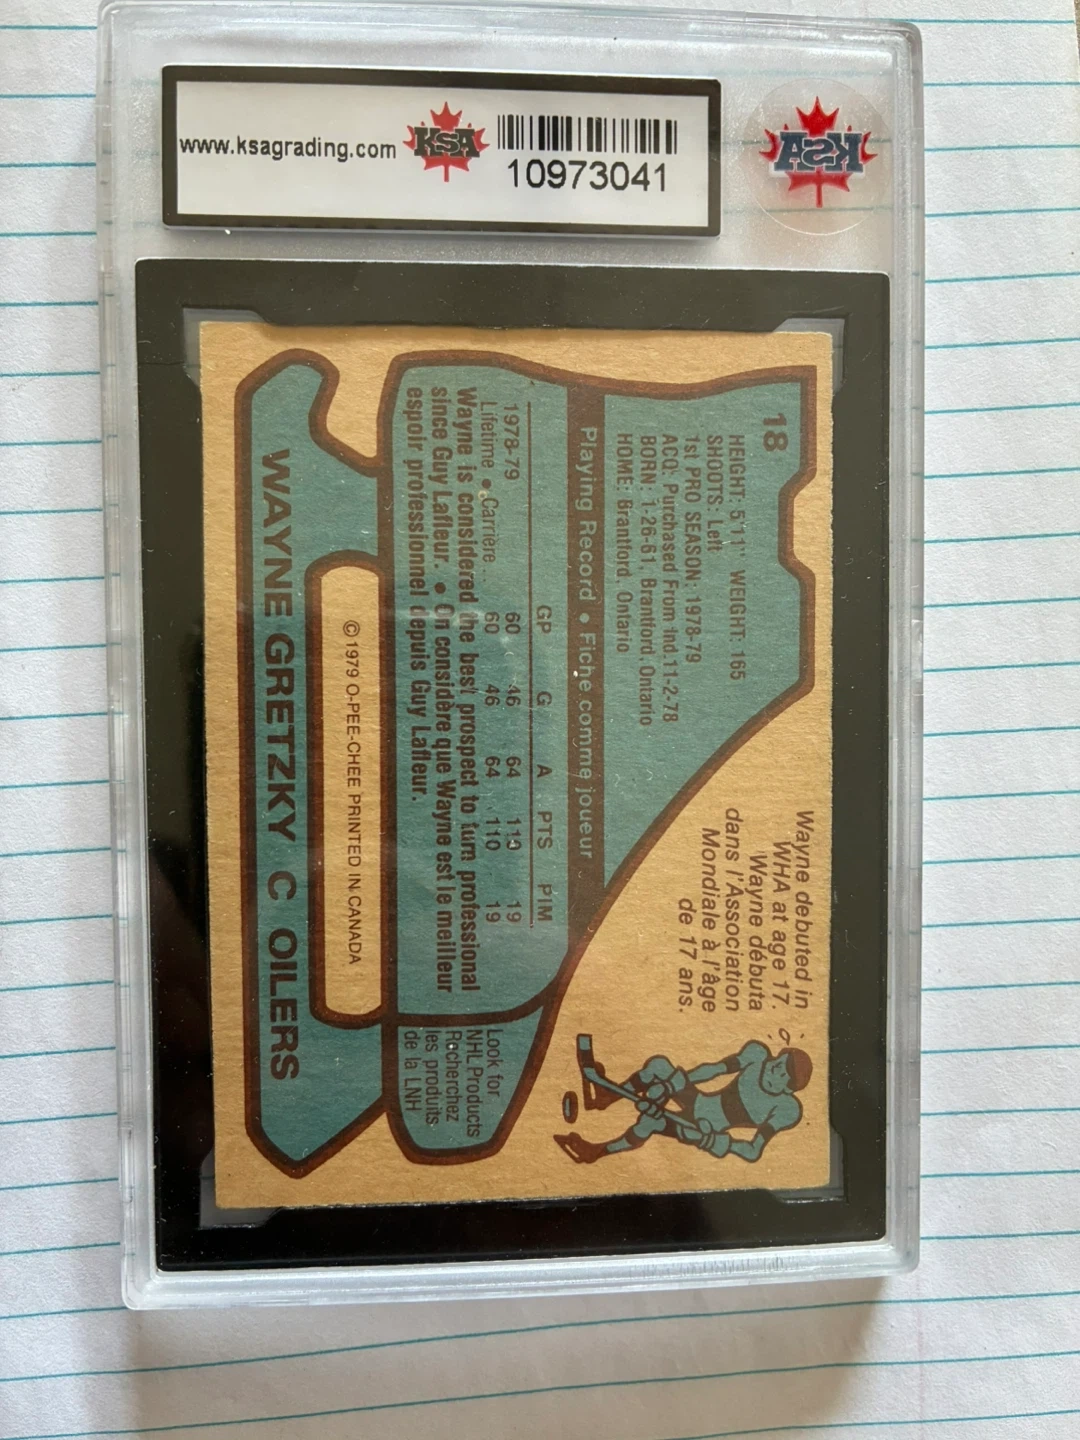 www.ksagrading.com
KSA
10973041
KSA
18
HEIGHT: 5'11" WEIGHT: 165
SHOOTS: Left
1st PRO SEASON: 1978-79
ACQ: Purchased From Ind. 11-2-78
BORN: 1-26-61, Brantford, Ontario
HOME: Brantford, Ontario
Wayne debuted in
WHA at age 17.
Wayne débuta
dans l'Association
Mondiale à l'âge
de 17 ans.
Playing Record • Fiche comme joueur
GP G A PTS PIM
1978-79 60 46 64 110 19
Lifetime • Carrière . . 60 46 64 110 19
Wayne is considered the best prospect to turn professional
since Guy Lafleur. • On considère que Wayne est le meilleur
espoir professionnel depuis Guy Lafleur.
Look for
NHL Products
Recherchez
les produits
de la LNH
© 1979 O-PEE-CHEE PRINTED IN CANADA
WAYNE GRETZKY C OILERS